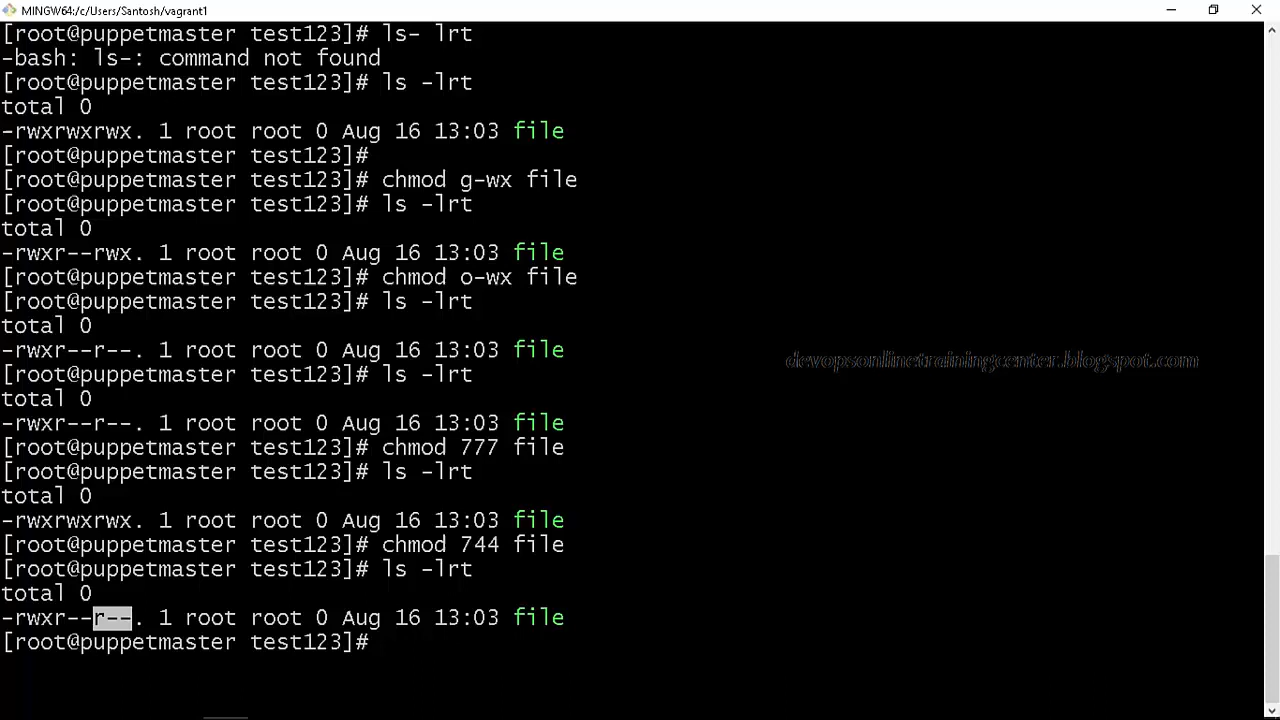 MINGW64:/c/Users/Santosh/vagrant1
[root@puppetmaster test123]# ls- lrt
-bash: ls-: command not found
[root@puppetmaster test123]# ls -lrt
total 0
-rwxrwxrwx. 1 root root 0 Aug 16 13:03 file
[root@puppetmaster test123]#
[root@puppetmaster test123]# chmod g-wx file
[root@puppetmaster test123]# ls -lrt
total 0
-rwxr--rwx. 1 root root 0 Aug 16 13:03 file
[root@puppetmaster test123]# chmod o-wx file
[root@puppetmaster test123]# ls -lrt
total 0
-rwxr--r--. 1 root root 0 Aug 16 13:03 file
devopsonlinetrainingcenter.blogspot.com
[root@puppetmaster test123]# ls -lrt
total 0
-rwxr--r--. 1 root root 0 Aug 16 13:03 file
[root@puppetmaster test123]# chmod 777 file
[root@puppetmaster test123]# ls -lrt
total 0
-rwxrwxrwx. 1 root root 0 Aug 16 13:03 file
[root@puppetmaster test123]# chmod 744 file
[root@puppetmaster test123]# ls -lrt
total 0
-rwxr--r--. 1 root root 0 Aug 16 13:03 file
[root@puppetmaster test123]#